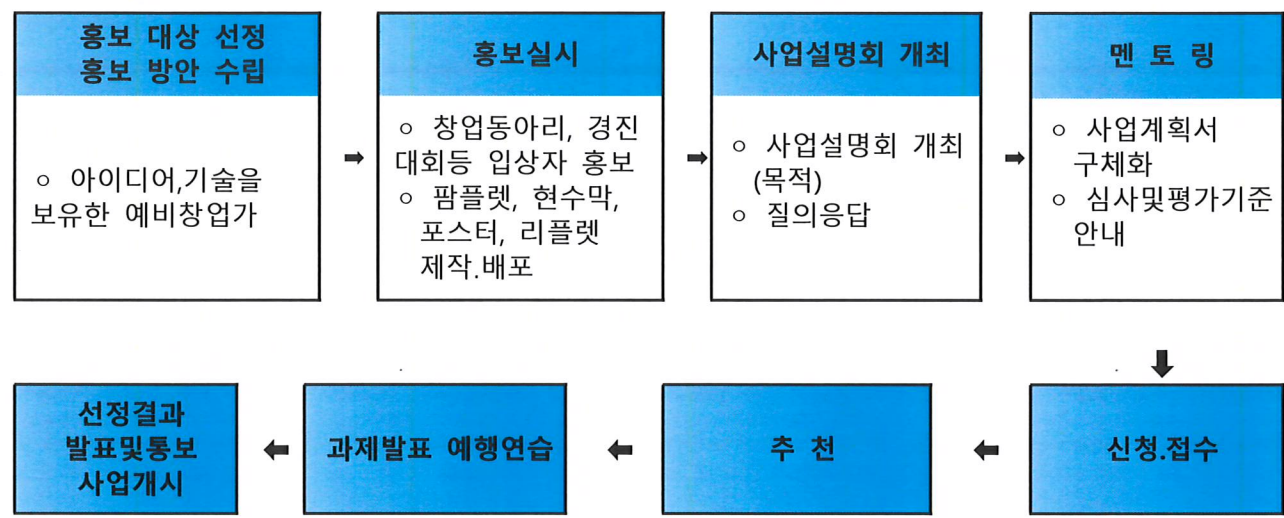 홍보 대상 선정
홍보 방안 수립
ㅇ 아이디어,기술을
보유한 예비창업가
홍보실시
ㅇ 창업동아리, 경진
대회등 입상자 홍보
ㅇ 팜플렛, 현수막,
포스터, 리플렛
제작.배포
사업설명회 개최
ㅇ 사업설명회 개최
(목적)
ㅇ 질의응답
멘 토 링
ㅇ 사업계획서
구체화
ㅇ 심사및평가기준
안내
신청.접수
추 천
과제발표 예행연습
선정결과
발표및통보
사업개시